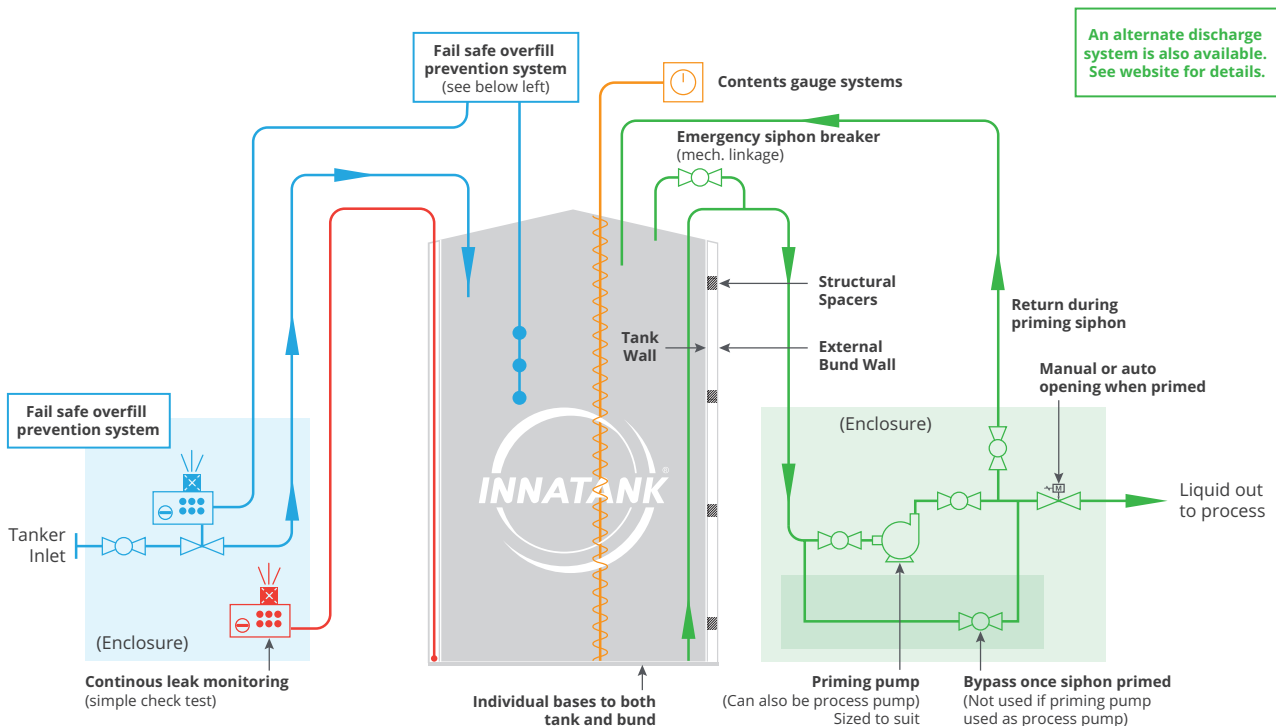 An alternate discharge
system is also available.
See website for details.
Fail safe overfill
prevention system
(see below left)
Contents gauge systems
Emergency siphon breaker
(mech. linkage)
Structural
Spacers
Return during
priming siphon
Tank
Wall
External
Bund Wall
Manual or auto
opening when primed
Fail safe overfill
prevention system
(Enclosure)
INNATANK®
M
Liquid out
to process
Tanker
Inlet
(Enclosure)
Continous leak monitoring
(simple check test)
Individual bases to both
tank and bund
Priming pump
(Can also be process pump)
Sized to suit
Bypass once siphon primed
(Not used if priming pump
used as process pump)